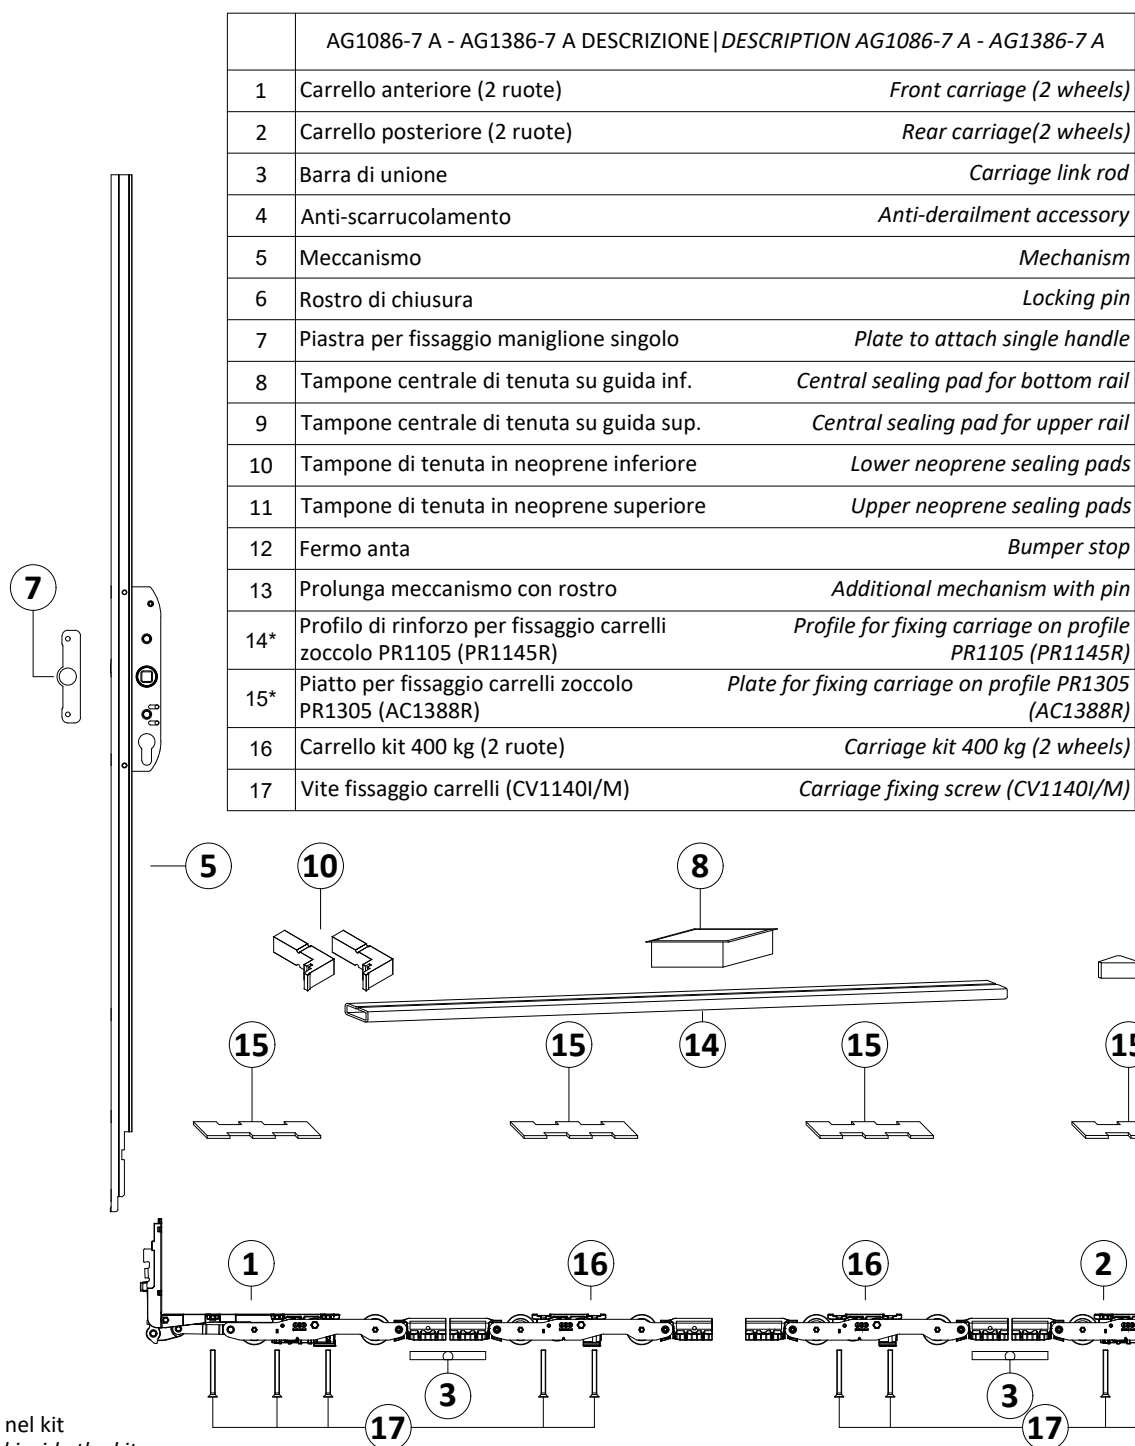 AG1086-7 A - AG1386-7 A DESCRIZIONE|DESCRIPTION AG1086-7 A - AG1386-7 A
1 Carrello anteriore (2 ruote) Front carriage (2 wheels)
2 Carrello posteriore (2 ruote) Rear carriage(2 wheels)
3 Barra di unione Carriage link rod
4 Anti-scarrucolamento Anti-derailment accessory
5 Meccanismo Mechanism
6 Rostro di chiusura Locking pin
7 Piastra per fissaggio maniglione singolo Plate to attach single handle
8 Tampone centrale di tenuta su guida inf. Central sealing pad for bottom rail
9 Tampone centrale di tenuta su guida sup. Central sealing pad for upper rail
10 Tampone di tenuta in neoprene inferiore Lower neoprene sealing pads
11 Tampone di tenuta in neoprene superiore Upper neoprene sealing pads
12 Fermo anta Bumper stop
13 Prolunga meccanismo con rostro Additional mechanism with pin
14* Profilo di rinforzo per fissaggio carrelli Profile for fixing carriage on profile
zoccolo PR1105 (PR1145R) PR1105 (PR1145R)
15* Piatto per fissaggio carrelli zoccolo Plate for fixing carriage on profile PR1305
PR1305 (AC1388R) (AC1388R)
16 Carrello kit 400 kg (2 ruote) Carriage kit 400 kg (2 wheels)
17 Vite fissaggio carrelli (CV1140I/M) Carriage fixing screw (CV1140I/M)
7
5 10 8
15 15 14 15 15
1 16 16 2
3 3
17 17
nel kit
inside the kit